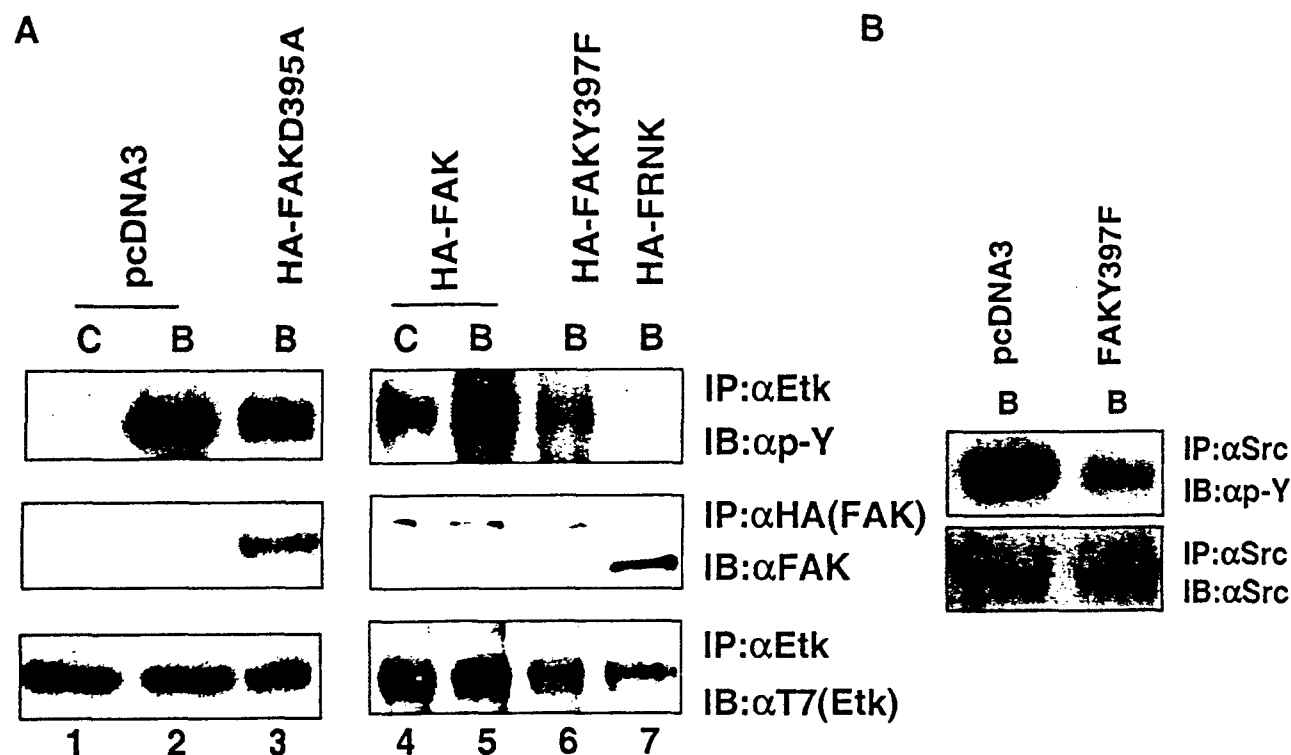 A
B
pcDNA3
HA-FAKD395A
HA-FAK
HA-FAKY397F
HA-FRNK
C B B
C B B B
IP:αEtk
IB:αp-Y
IP:αHA(FAK)
IB:αFAK
IP:αEtk
IB:αT7(Etk)
1 2 3 4 5 6 7
pcDNA3
FAKY397F
B B
IP:αSrc
IB:αp-Y
IP:αSrc
IB:αSrc